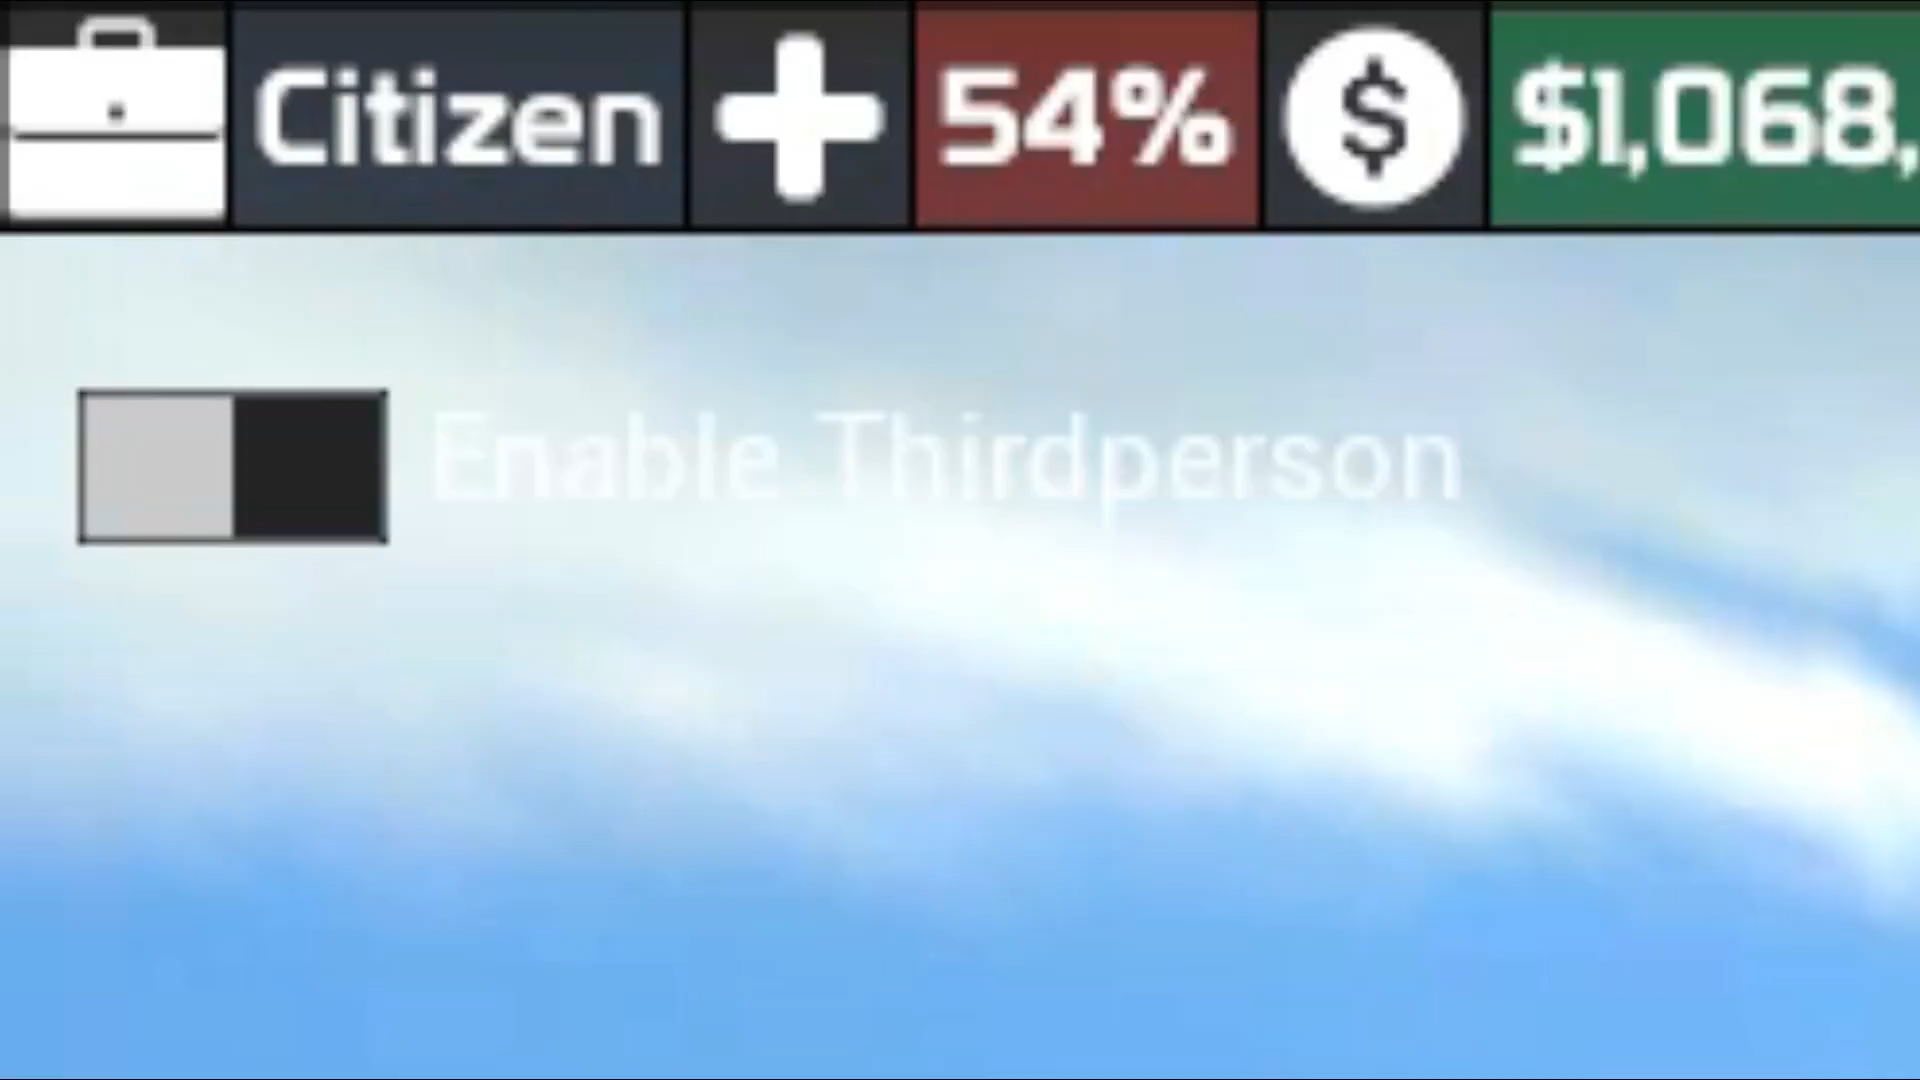 Citizen 54% $ $1,068,
Enable Thirdperson